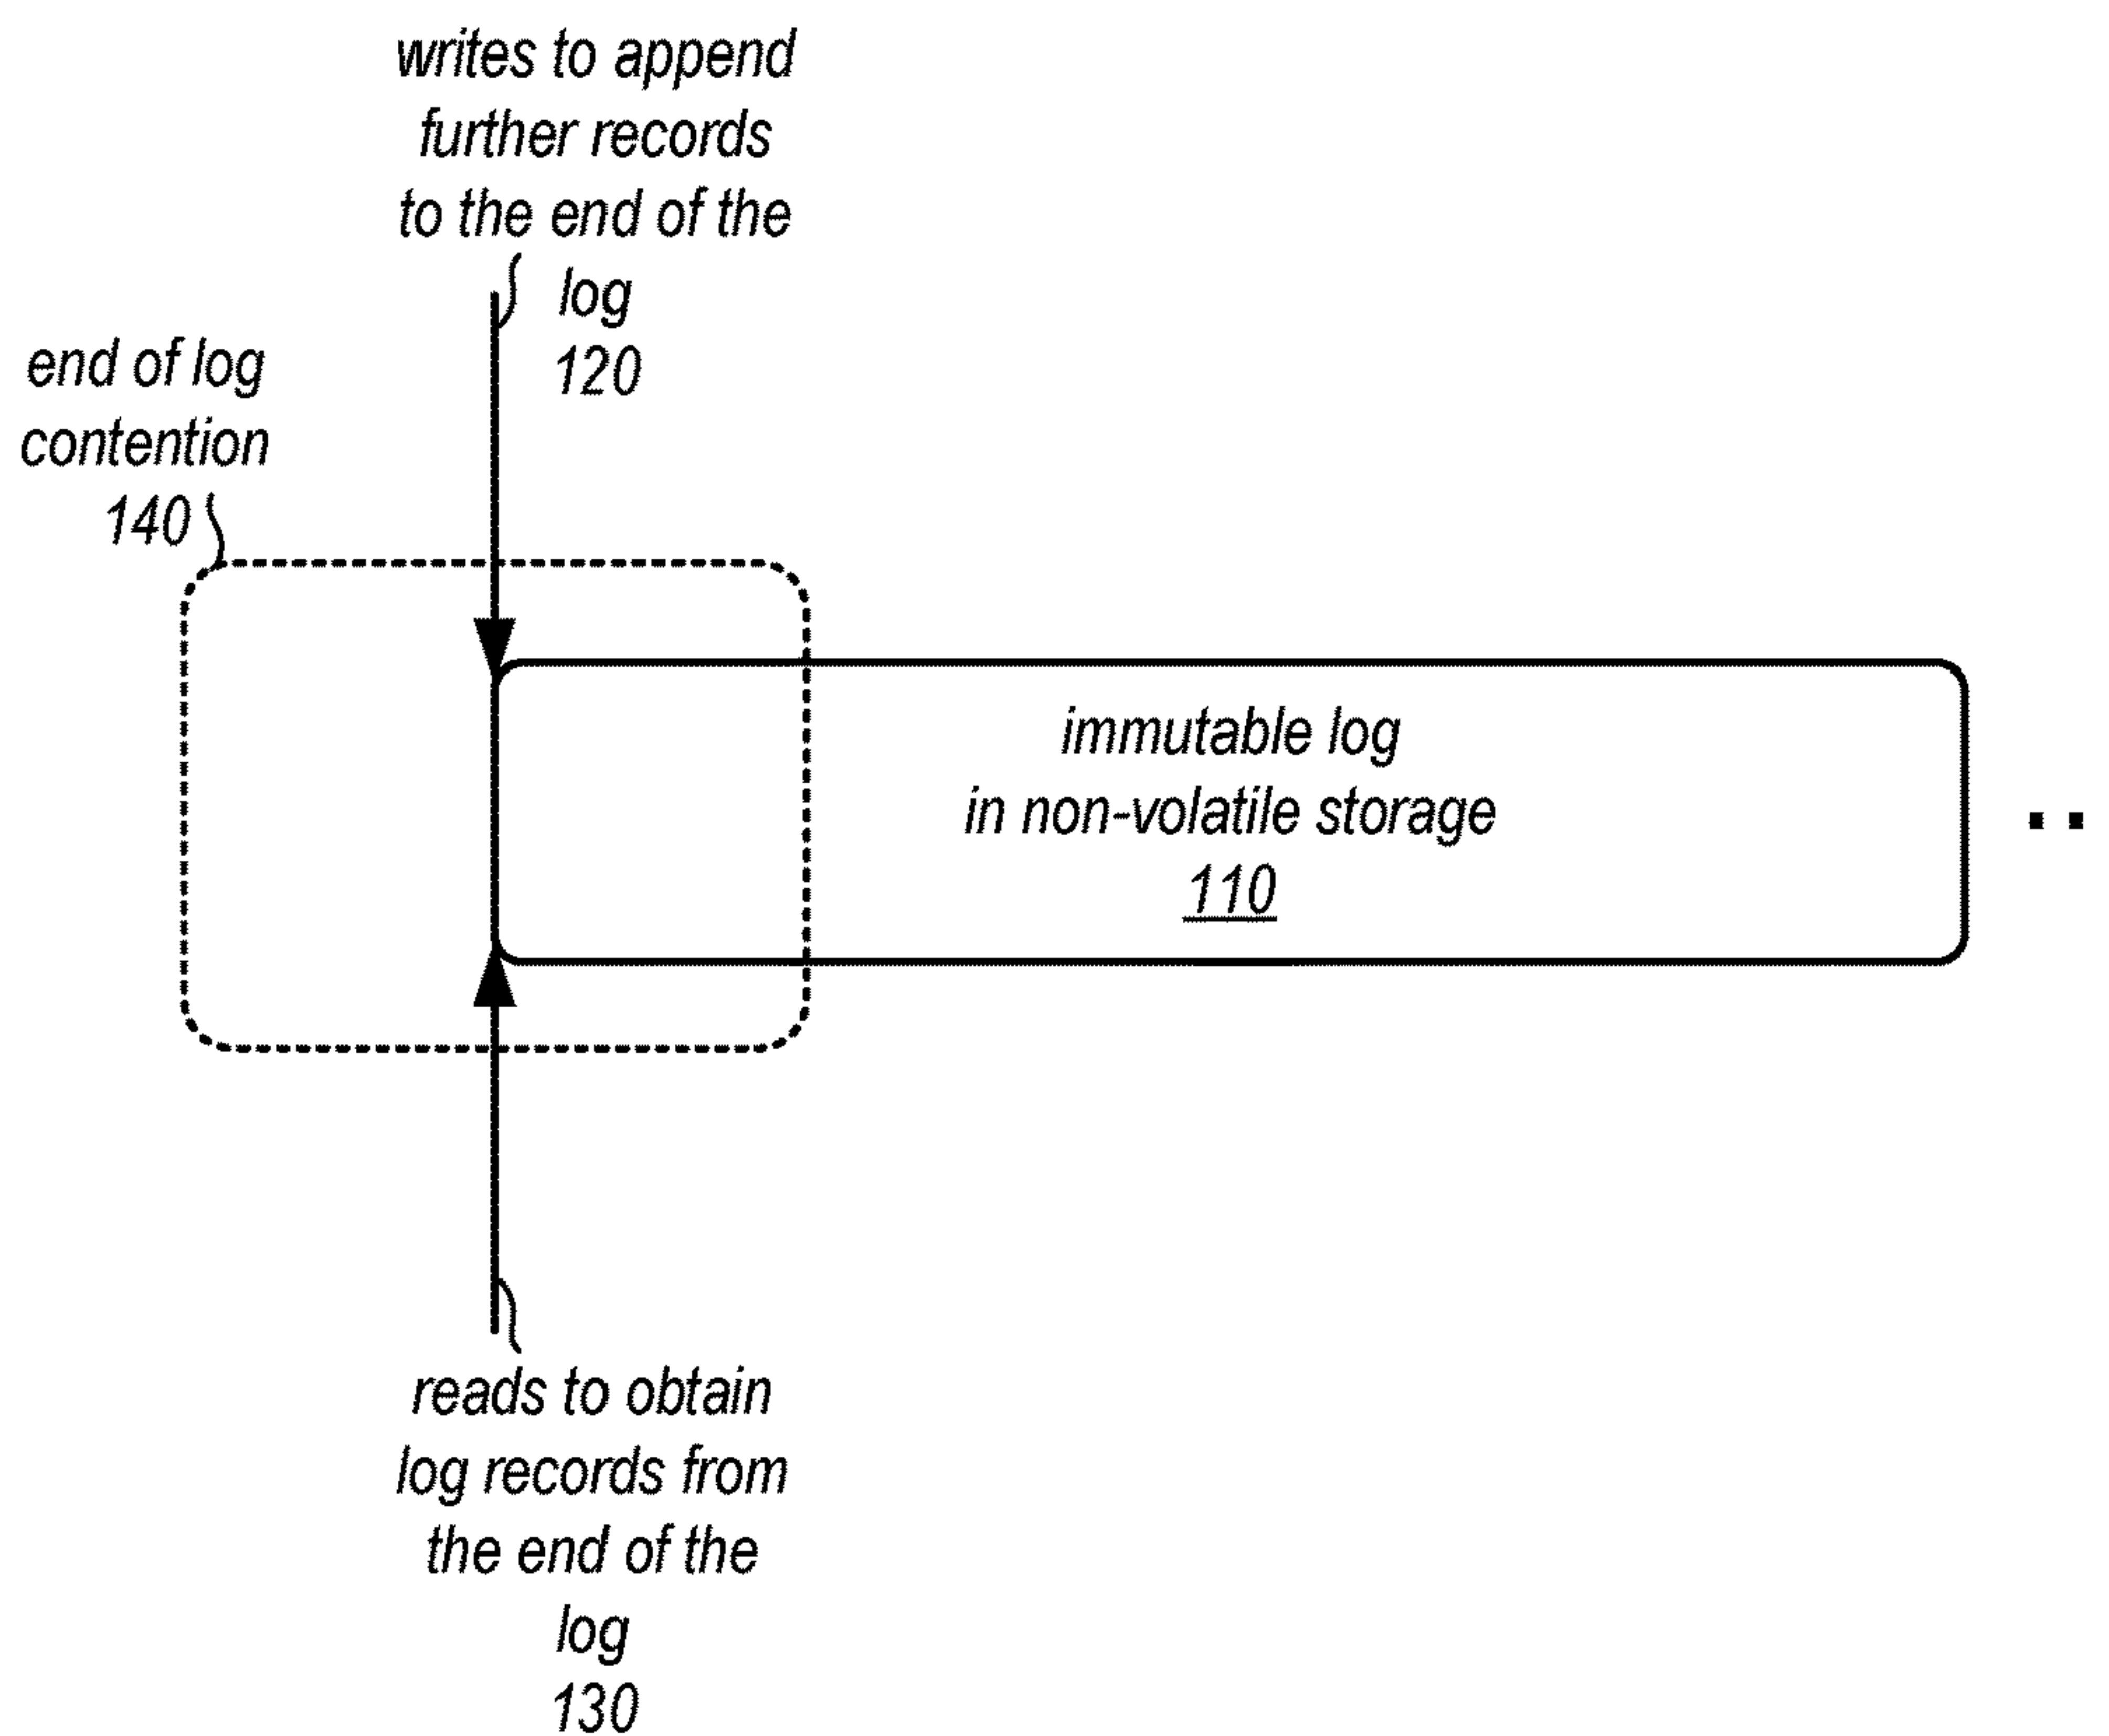 writes to append
further records
to the end of the
log
120
end of log
contention
140
immutable log
in non-volatile storage
110
reads to obtain
log records from
the end of the
log
130